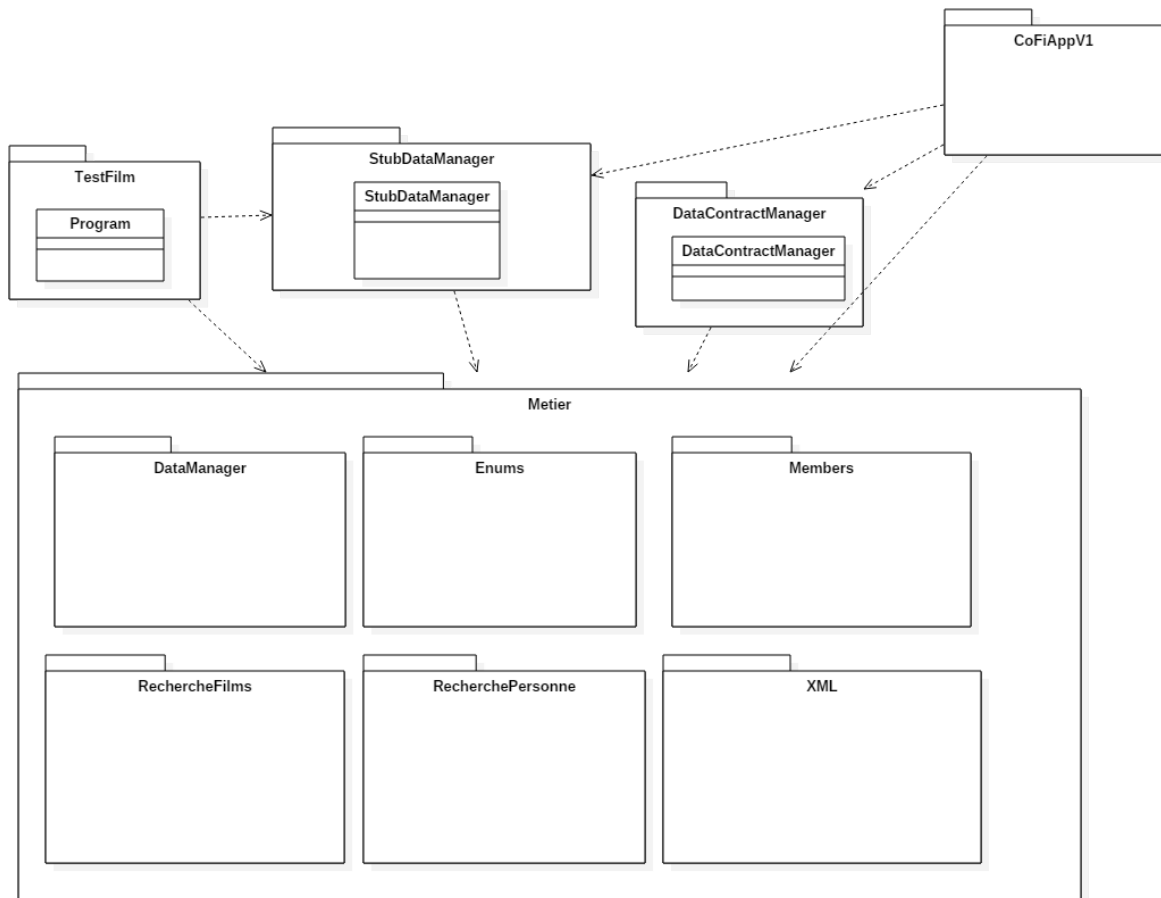 CoFiAppV1
StubDataManager
StubDataManager
TestFilm
Program
DataContractManager
DataContractManager
Metier
DataManager
Enums
Members
RechercheFilms
RecherchePersonne
XML